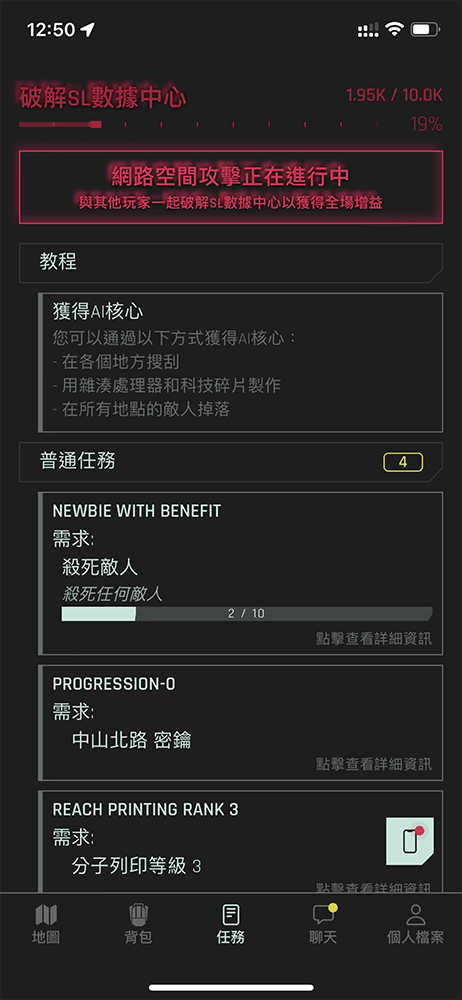 12:50
破解SL數據中心
1.95K / 10.0K
19%
網路空間攻擊正在進行中
與其他玩家一起破解SL數據中心以獲得全場增益
教程
獲得AI核心
您可以通過以下方式獲得AI核心：
- 在各個地方搜刮
- 用雜湊處理器和科技碎片製作
- 在所有地點的敵人掉落
普通任務
4
NEWBIE WITH BENEFIT
需求:
殺死敵人
殺死任何敵人
2 / 10
點擊查看詳細資訊
PROGRESSION-0
需求:
中山北路 密鑰
點擊查看詳細資訊
REACH PRINTING RANK 3
需求:
分子列印等級 3
點擊查看詳細資訊
地圖
背包
任務
聊天
個人檔案